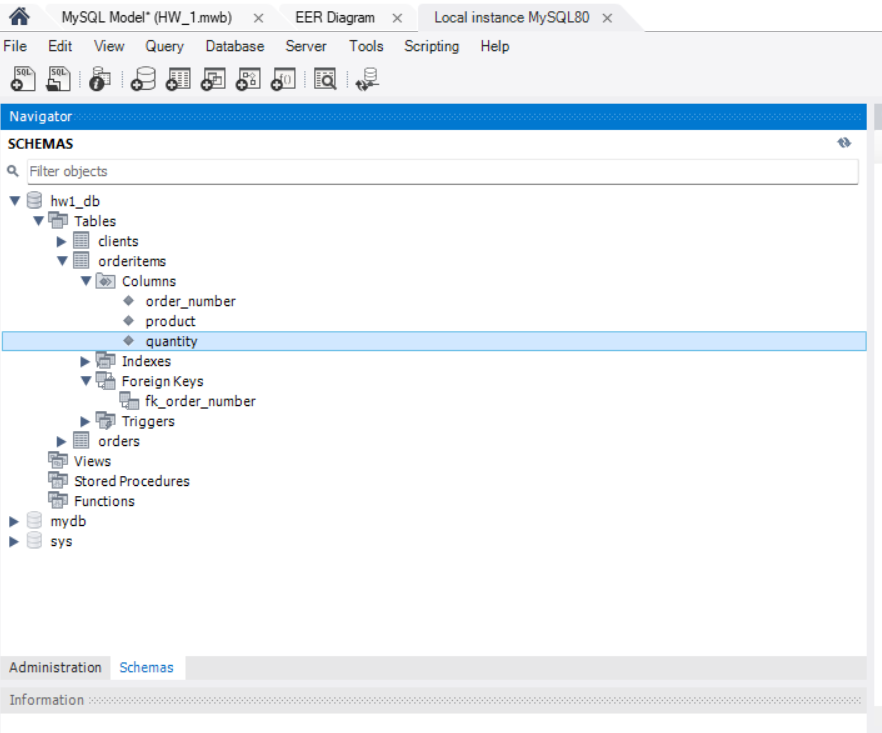 MySQL Model* (HW_1.mwb) × EER Diagram × Local instance MySQL80 ×
File Edit View Query Database Server Tools Scripting Help
SQL SQL
Navigator
SCHEMAS
Filter objects
hw1_db
Tables
clients
orderitems
Columns
order_number
product
quantity
Indexes
Foreign Keys
fk_order_number
Triggers
orders
Views
Stored Procedures
Functions
mydb
sys
Administration Schemas
Information